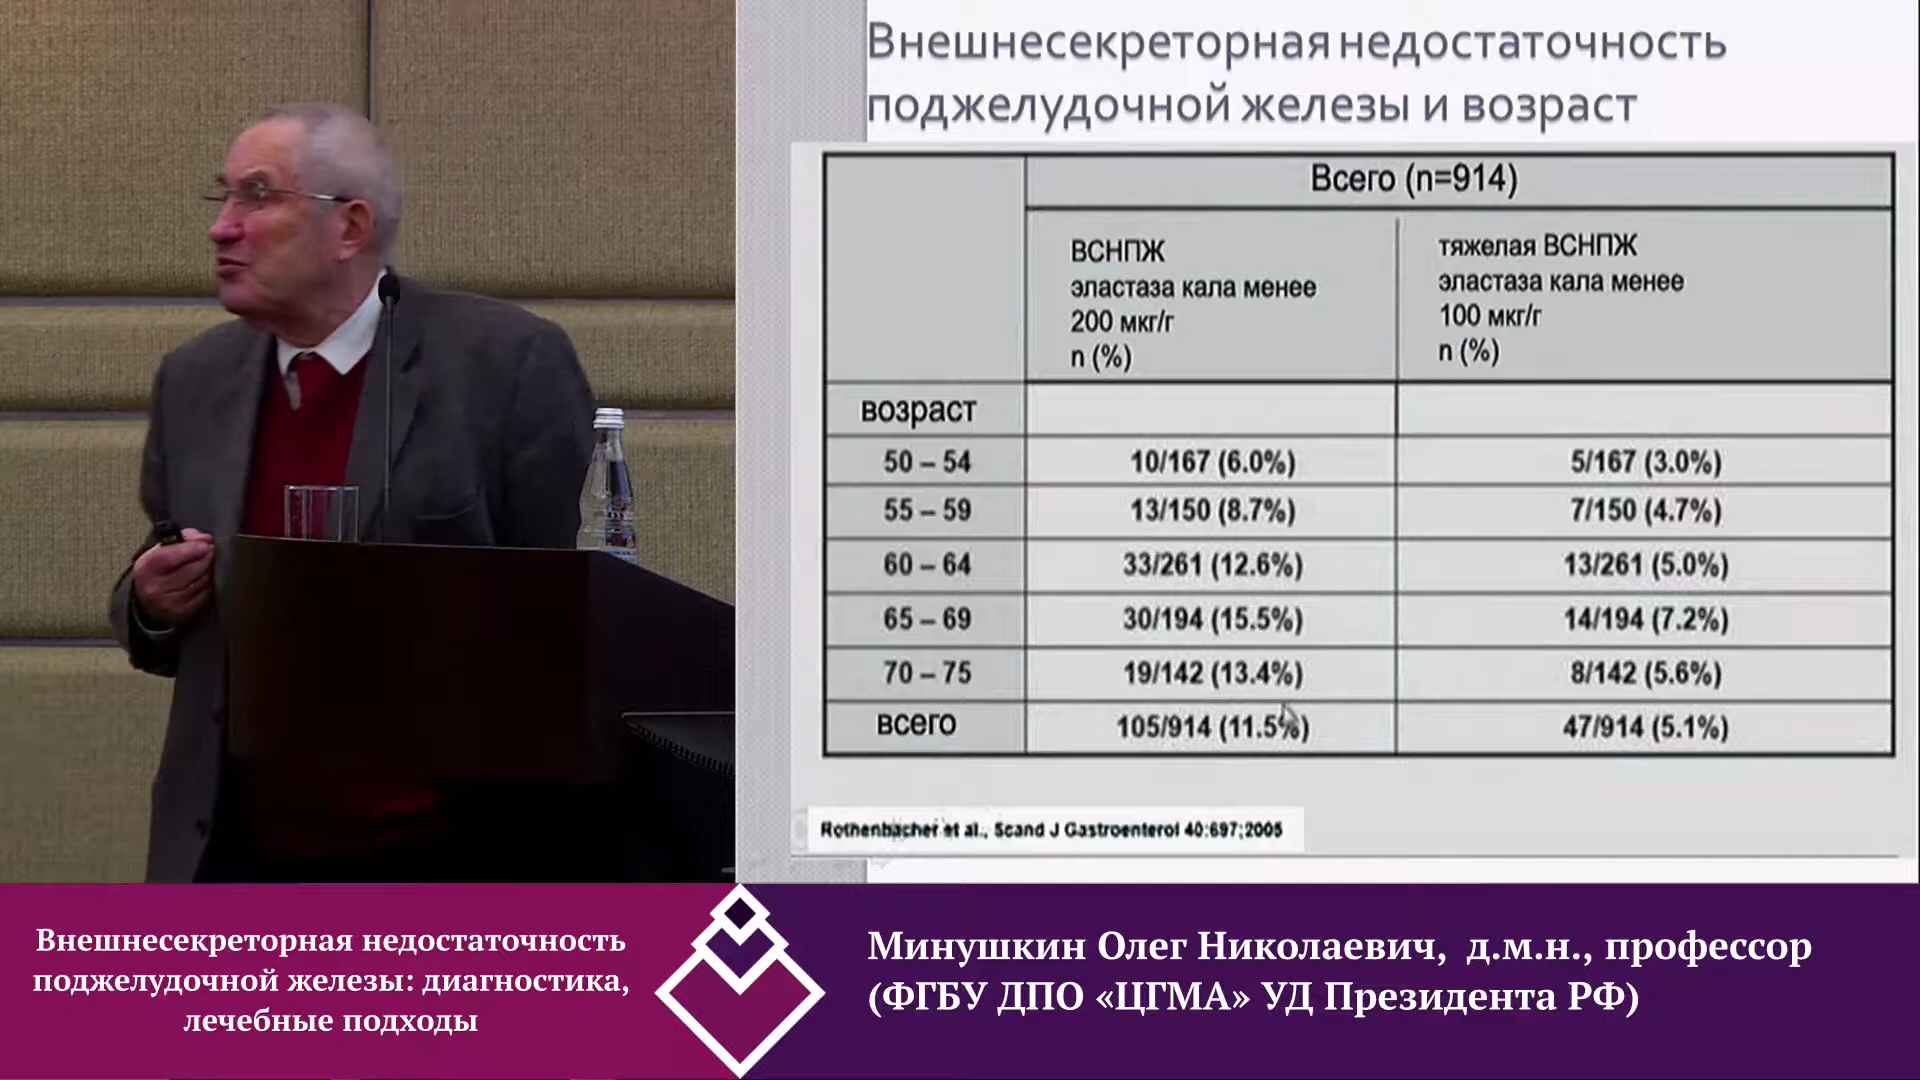 Внешнесекреторная недостаточность
поджелудочной железы и возраст
Всего (n=914)
ВСНПЖ
эластаза кала менее
200 мкг/г
n (%)
тяжелая ВСНПЖ
эластаза кала менее
100 мкг/г
n (%)
возраст
50 – 54 10/167 (6.0%) 5/167 (3.0%)
55 – 59 13/150 (8.7%) 7/150 (4.7%)
60 – 64 33/261 (12.6%) 13/261 (5.0%)
65 – 69 30/194 (15.5%) 14/194 (7.2%)
70 – 75 19/142 (13.4%) 8/142 (5.6%)
всего 105/914 (11.5%) 47/914 (5.1%)
Rothenbacher et al., Scand J Gastroenterol 40:697;2005
Внешнесекреторная недостаточность
поджелудочной железы: диагностика,
лечебные подходы
Минушкин Олег Николаевич, д.м.н., профессор
(ФГБУ ДПО «ЦГМА» УД Президента РФ)